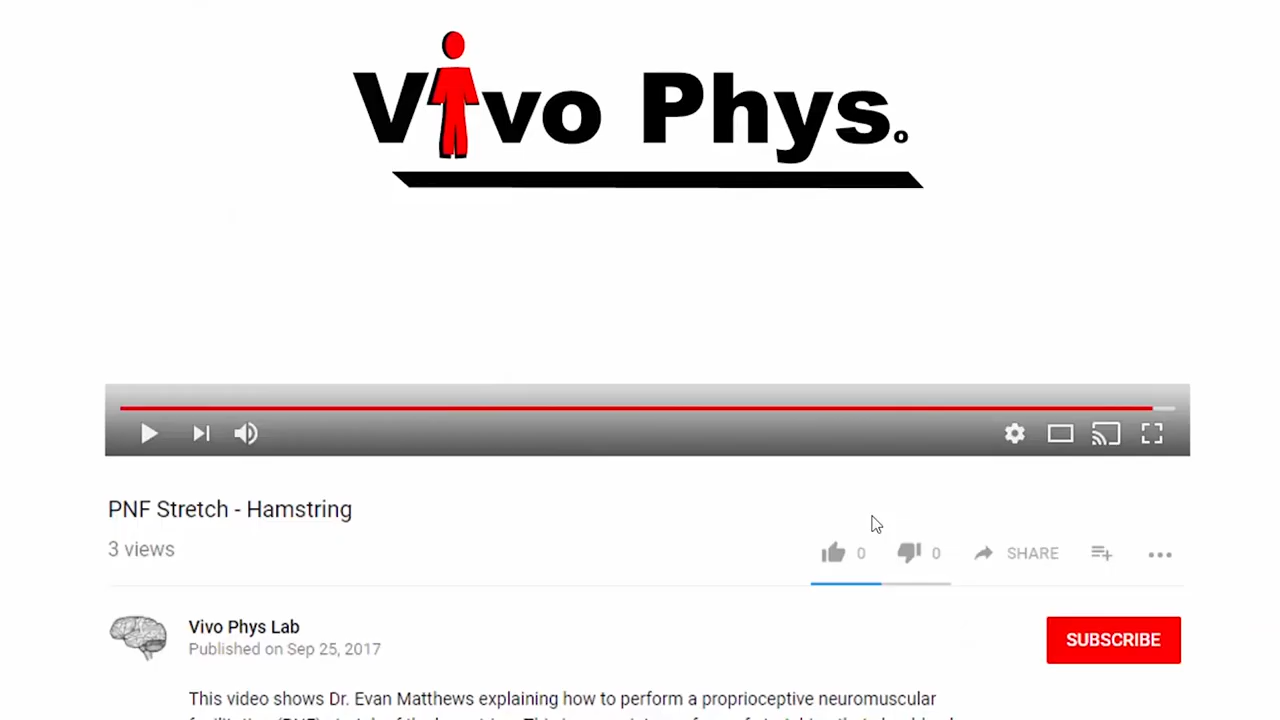 Vivo Phys.
PNF Stretch - Hamstring
3 views
0 0 SHARE
Vivo Phys Lab
Published on Sep 25, 2017
SUBSCRIBE
This video shows Dr. Evan Matthews explaining how to perform a proprioceptive neuromuscular